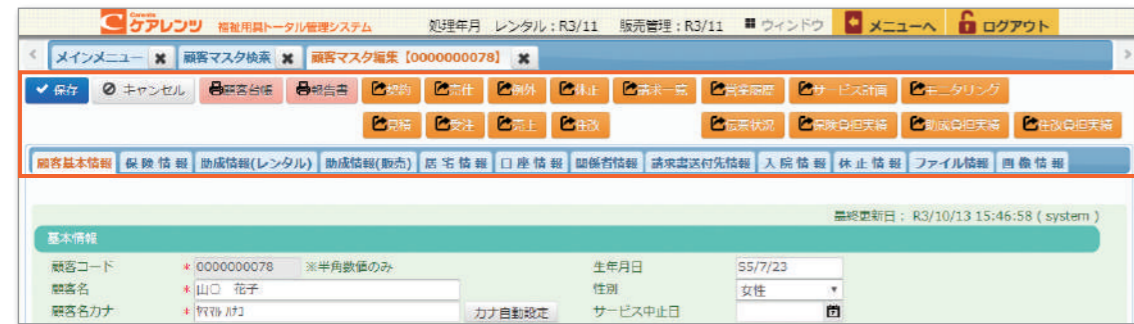 Carerentz ケアレンツ 福祉用具トータル管理システム 処理年月 レンタル:R3/11 販売管理:R3/11 ウィンドウ メニューへ ログアウト
メインメニュー 顧客マスタ検索 顧客マスタ編集【0000000078】
保存 キャンセル 顧客台帳 報告書 契約 売仕 例外 休止 請求一覧 営業履歴 サービス計画 モニタリング
見積 受注 売上 住改 伝票状況 保険負担実績 助成負担実績 住改負担実績
顧客基本情報 保険情報 助成情報(レンタル) 助成情報(販売) 居宅情報 口座情報 関係者情報 請求書送付先情報 入院情報 休止情報 ファイル情報 画像情報
最終更新日: R3/10/13 15:46:58 ( system )
基本情報
顧客コード * 0000000078 ※半角数値のみ 生年月日 S5/7/23
顧客名 * 山〇 花子 性別 女性
顧客名カナ * ﾔﾏﾏﾙ ﾊﾅｺ カナ自動設定 サービス中止日